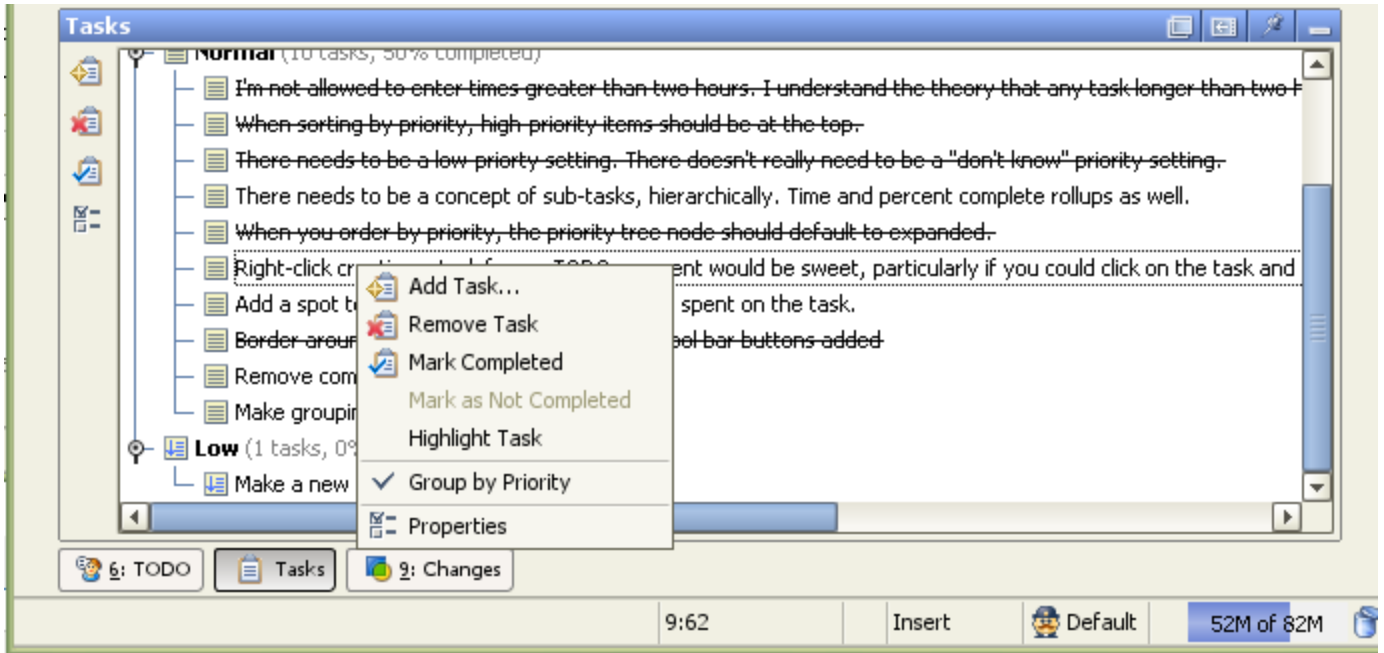 Tasks
Normal (10 tasks, 50% completed)
I'm not allowed to enter times greater than two hours. I understand the theory that any task longer than two h
When sorting by priority, high priority items should be at the top.
There needs to be a low priorty setting. There doesn't really need to be a "don't know" priority setting.
There needs to be a concept of sub-tasks, hierarchically. Time and percent complete rollups as well.
When you order by priority, the priority tree node should default to expanded.
Right-click would be sweet, particularly if you could click on the task and
Add a spot spent on the task.
Border bar buttons added
Remove
Make
Low (1 tasks,
Make a new
Add Task...
Remove Task
Mark Completed
Mark as Not Completed
Highlight Task
Group by Priority
Properties
6: TODO Tasks 9: Changes
9:62 Insert Default 52M of 82M